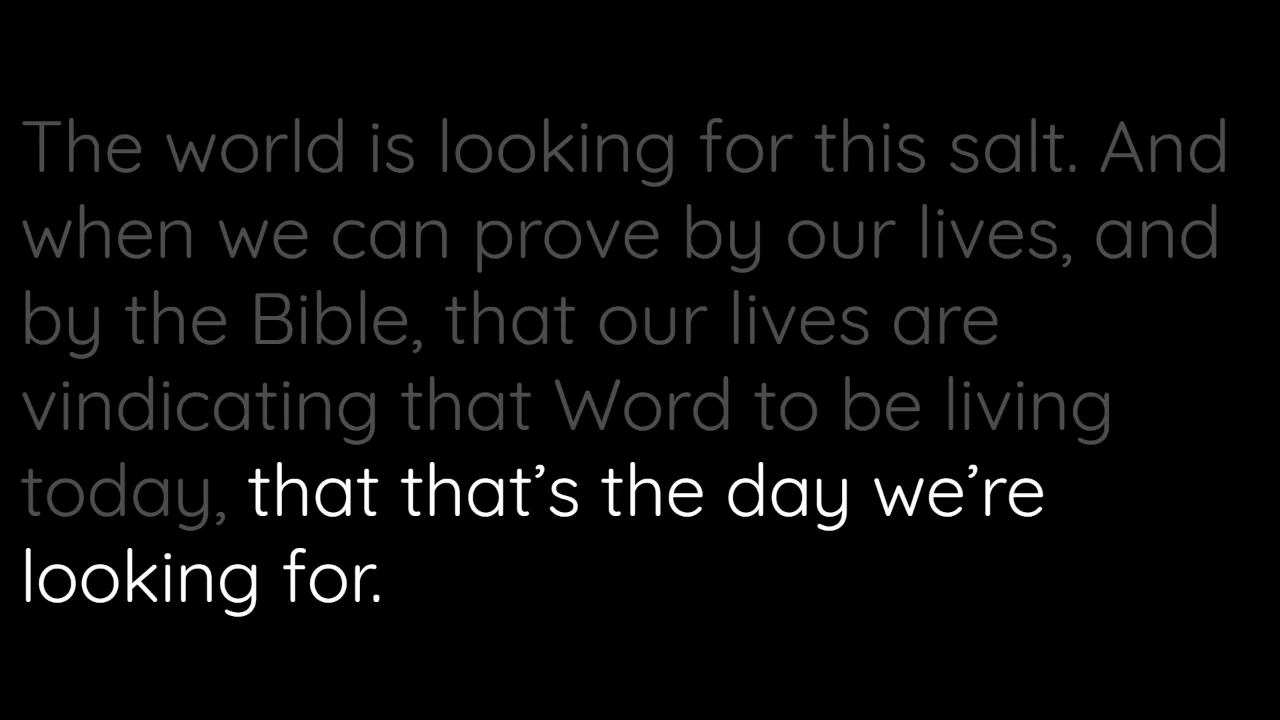 The world is looking for this salt. And
when we can prove by our lives, and
by the Bible, that our lives are
vindicating that Word to be living
today, that that’s the day we’re
looking for.